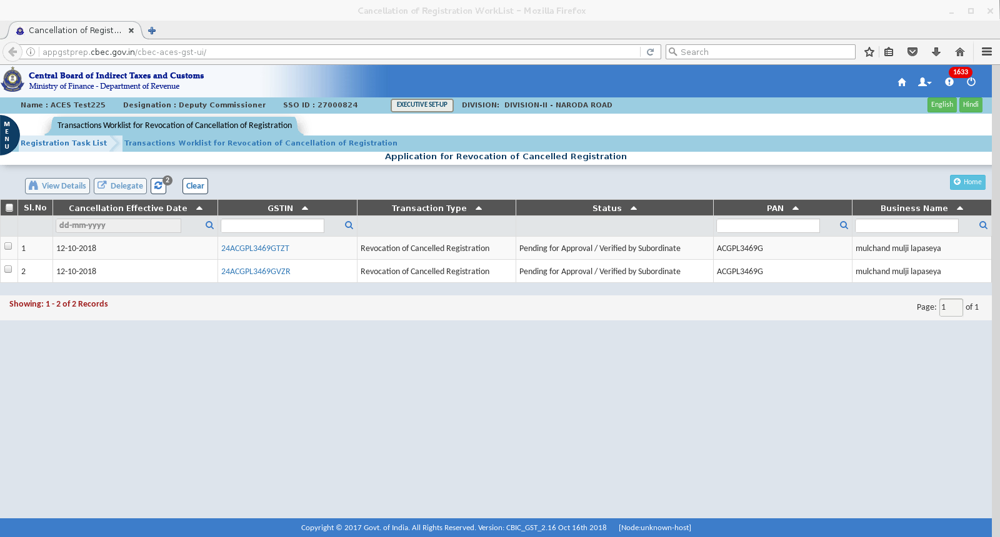 Cancellation of Registration WorkList - Mozilla Firefox
Cancellation of Regist...
appgstprep.cbec.gov.in/cbec-aces-gst-ui/
Search
Central Board of Indirect Taxes and Customs
Ministry of Finance - Department of Revenue
1633
Name : ACES Test225 Designation : Deputy Commissioner SSO ID : 27000824 EXECUTIVE SET-UP DIVISION: DIVISION-II - NARODA ROAD English Hindi
MENU
Transactions Worklist for Revocation of Cancellation of Registration
Registration Task List Transactions Worklist for Revocation of Cancellation of Registration
Application for Revocation of Cancelled Registration
View Details Delegate 2 Clear Home
Sl.No Cancellation Effective Date GSTIN Transaction Type Status PAN Business Name
dd-mm-yyyy
1 12-10-2018 24ACGPL3469GTZT Revocation of Cancelled Registration Pending for Approval / Verified by Subordinate ACGPL3469G mulchand mulji lapaseya
2 12-10-2018 24ACGPL3469GVZR Revocation of Cancelled Registration Pending for Approval / Verified by Subordinate ACGPL3469G mulchand mulji lapaseya
Showing: 1 - 2 of 2 Records
Page: 1 of 1
Copyright © 2017 Govt. of India. All Rights Reserved. Version: CBIC_GST_2.16 Oct 16th 2018 [Node:unknown-host]